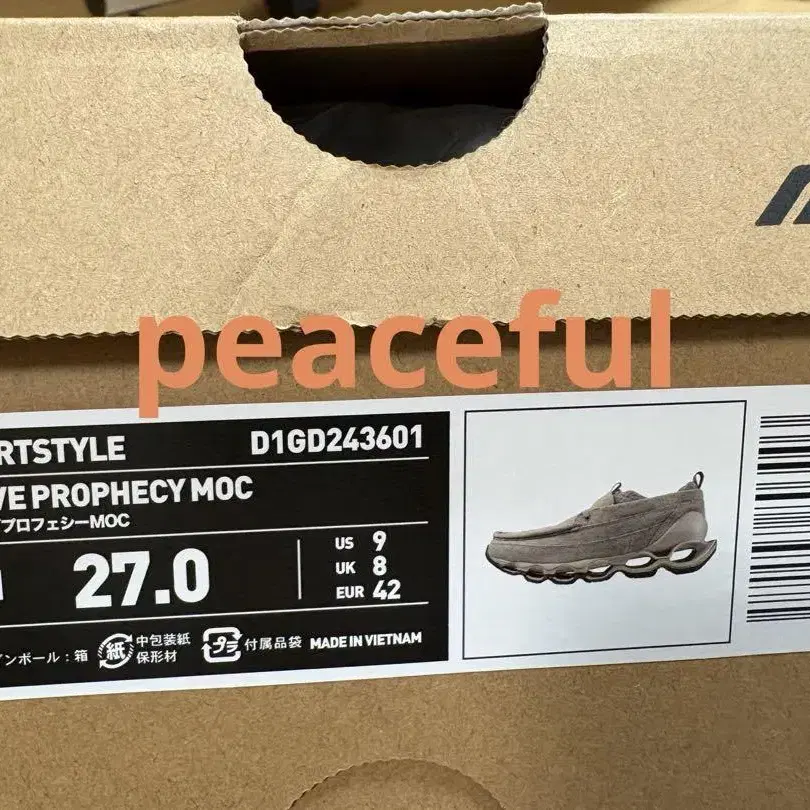 peaceful
RTSTYLE D1GD243601
VE PROPHECY MOC
プロフェシーMOC
27.0
US 9
UK 8
EUR 42
ンボール：箱
紙
中包装紙
保形材
プラ
付属品袋
MADE IN VIETNAM